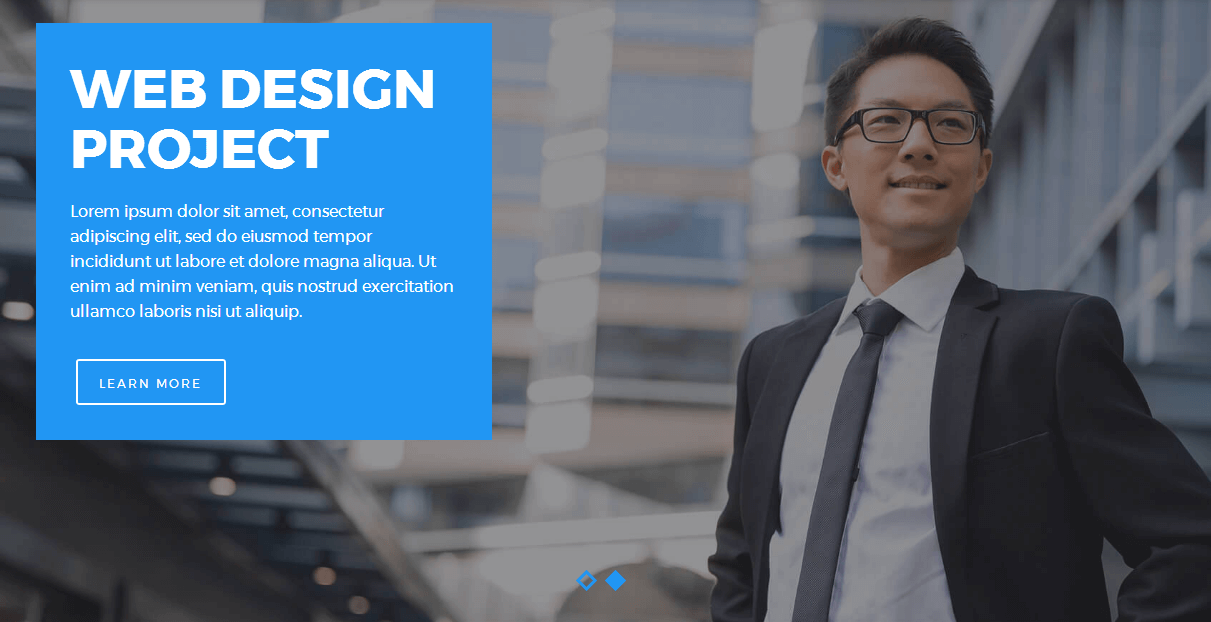 WEB DESIGN
PROJECT
Lorem ipsum dolor sit amet, consectetur
adipiscing elit, sed do eiusmod tempor
incididunt ut labore et dolore magna aliqua. Ut
enim ad minim veniam, quis nostrud exercitation
ullamco laboris nisi ut aliquip.
LEARN MORE